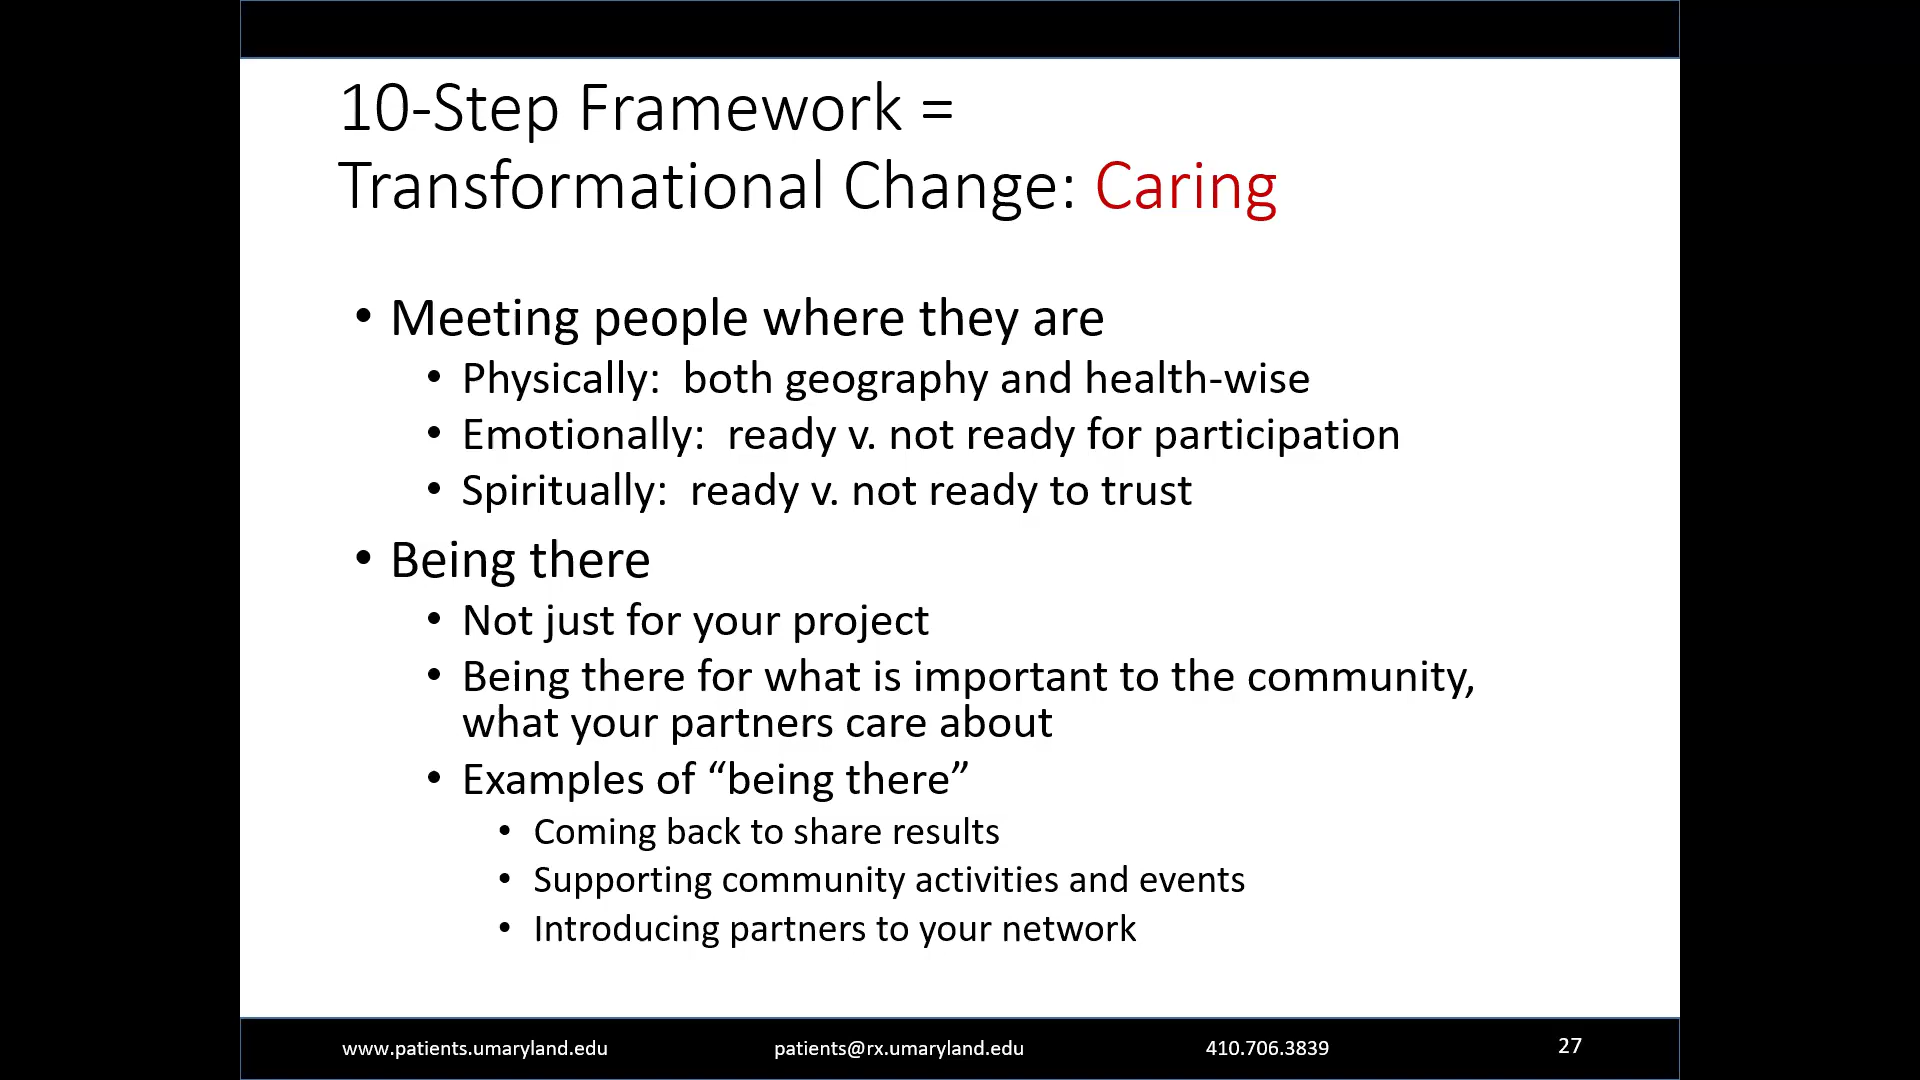 10-Step Framework =
Transformational Change: Caring
• Meeting people where they are
• Physically:  both geography and health-wise
• Emotionally:  ready v. not ready for participation
• Spiritually:  ready v. not ready to trust
• Being there
• Not just for your project
• Being there for what is important to the community,
what your partners care about
• Examples of “being there”
• Coming back to share results
• Supporting community activities and events
• Introducing partners to your network
www.patients.umaryland.edu patients@rx.umaryland.edu 410.706.3839 27